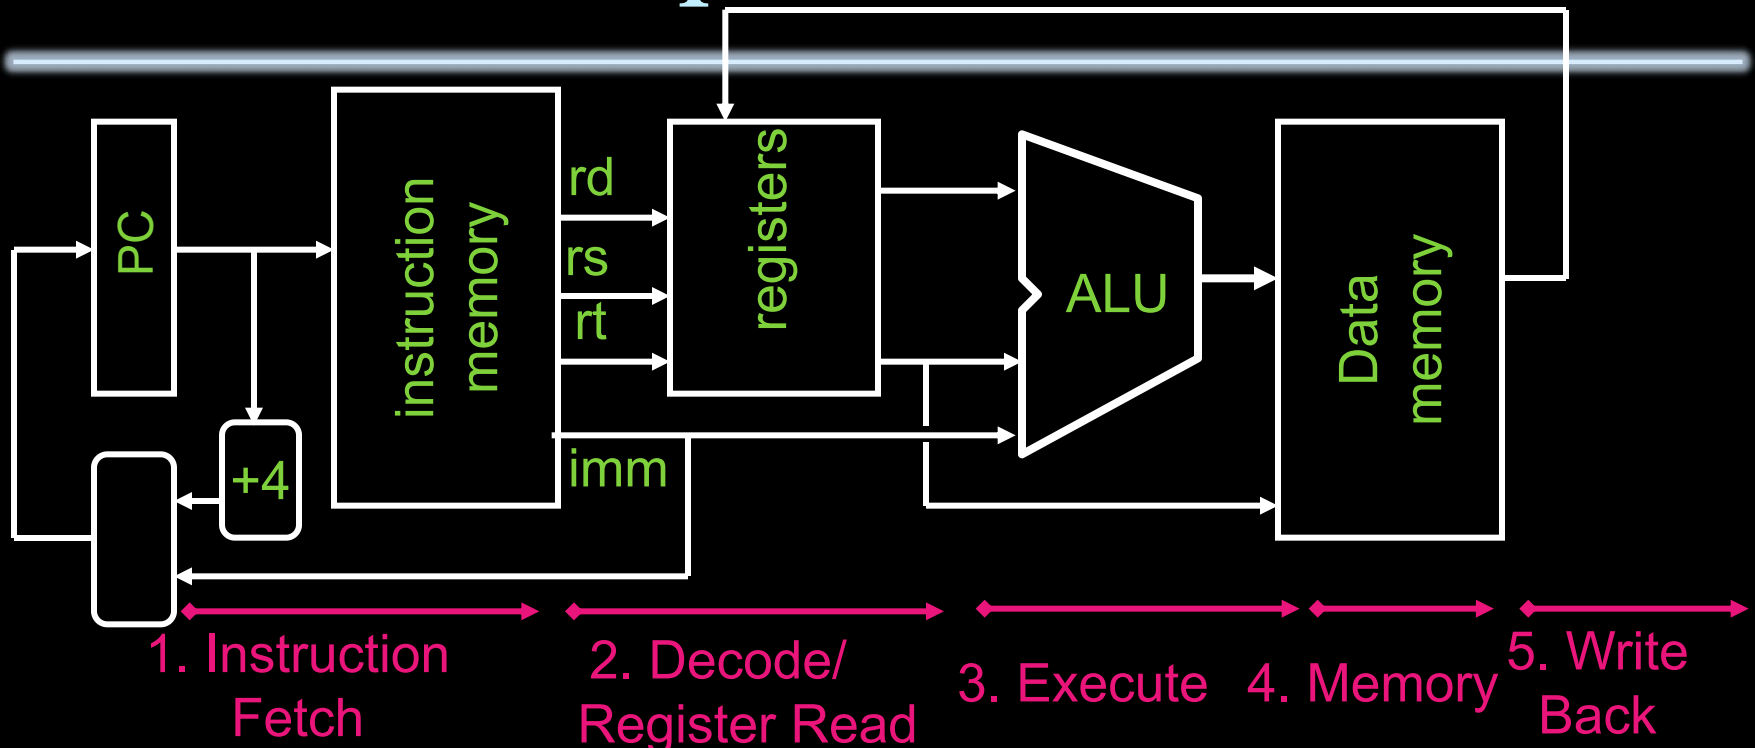 PC
+4
instruction
memory
rd
rs
rt
imm
registers
ALU
Data
memory
1. Instruction
Fetch
2. Decode/
Register Read
3. Execute
4. Memory
5. Write
Back